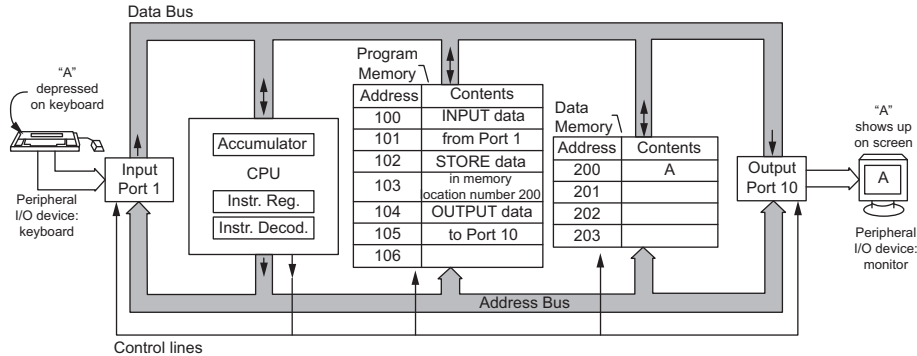 Data Bus
“A”
depressed
on keyboard
Peripheral
I/O device:
keyboard
Input
Port 1
Accumulator
CPU
Instr. Reg.
Instr. Decod.
Program
Memory
Address Contents
100 INPUT data
101 from Port 1
102 STORE data
103 in memory
location number 200
104 OUTPUT data
105 to Port 10
106
Data
Memory
Address Contents
200 A
201
202
203
Output
Port 10
“A”
shows up
on screen
A
Peripheral
I/O device:
monitor
Address Bus
Control lines